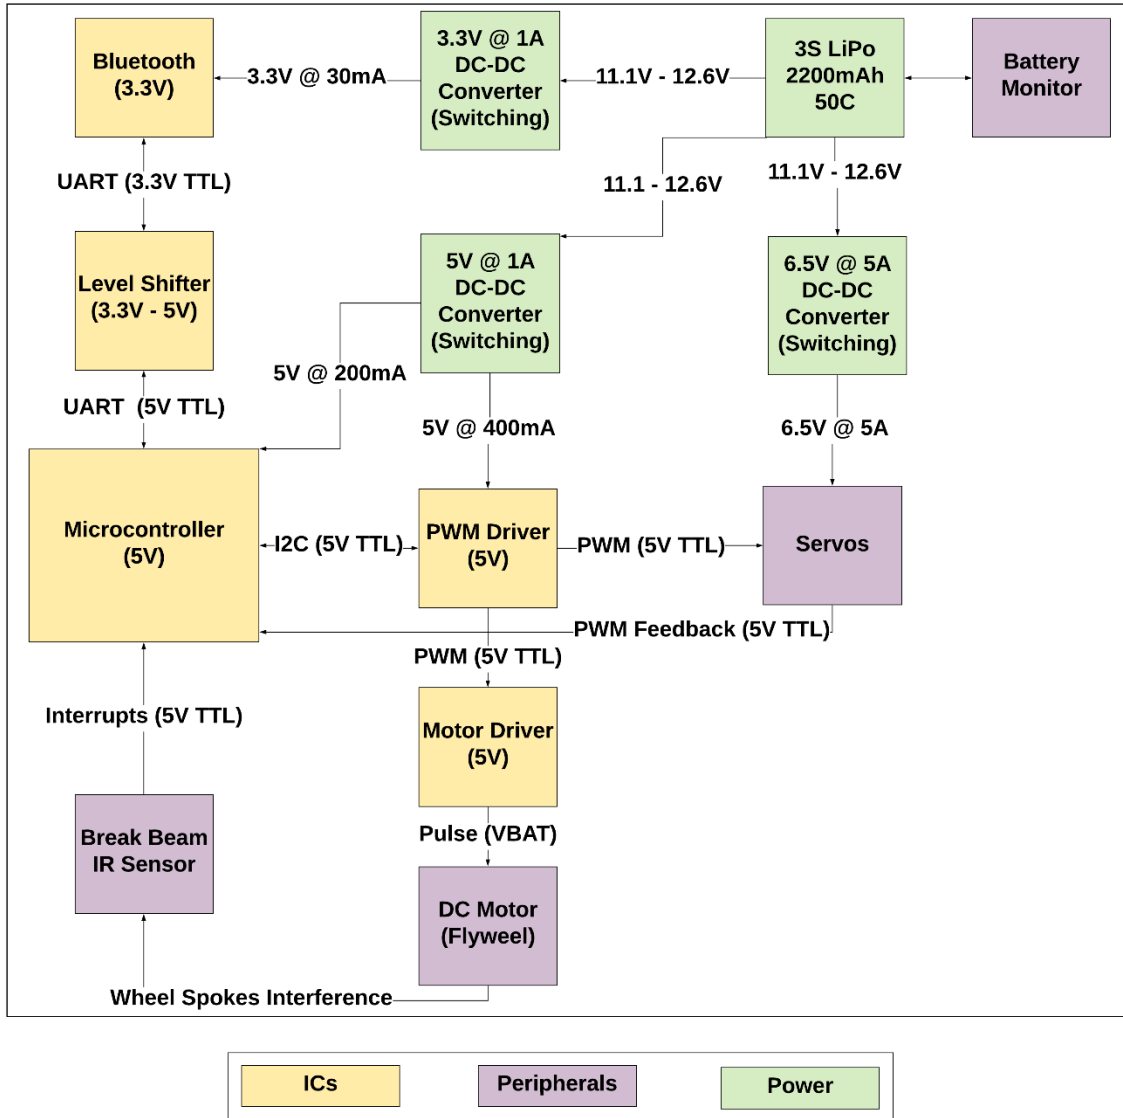 Bluetooth
(3.3V)
3.3V @ 30mA
3.3V @ 1A
DC-DC
Converter
(Switching)
11.1V - 12.6V
3S LiPo
2200mAh
50C
Battery
Monitor
UART (3.3V TTL)
11.1 - 12.6V
11.1V - 12.6V
Level Shifter
(3.3V - 5V)
5V @ 1A
DC-DC
Converter
(Switching)
6.5V @ 5A
DC-DC
Converter
(Switching)
5V @ 200mA
UART (5V TTL)
5V @ 400mA
6.5V @ 5A
Microcontroller
(5V)
I2C (5V TTL)
PWM Driver
(5V)
PWM (5V TTL)
Servos
PWM Feedback (5V TTL)
PWM (5V TTL)
Interrupts (5V TTL)
Motor Driver
(5V)
Break Beam
IR Sensor
Pulse (VBAT)
DC Motor
(Flyweel)
Wheel Spokes Interference
ICs
Peripherals
Power